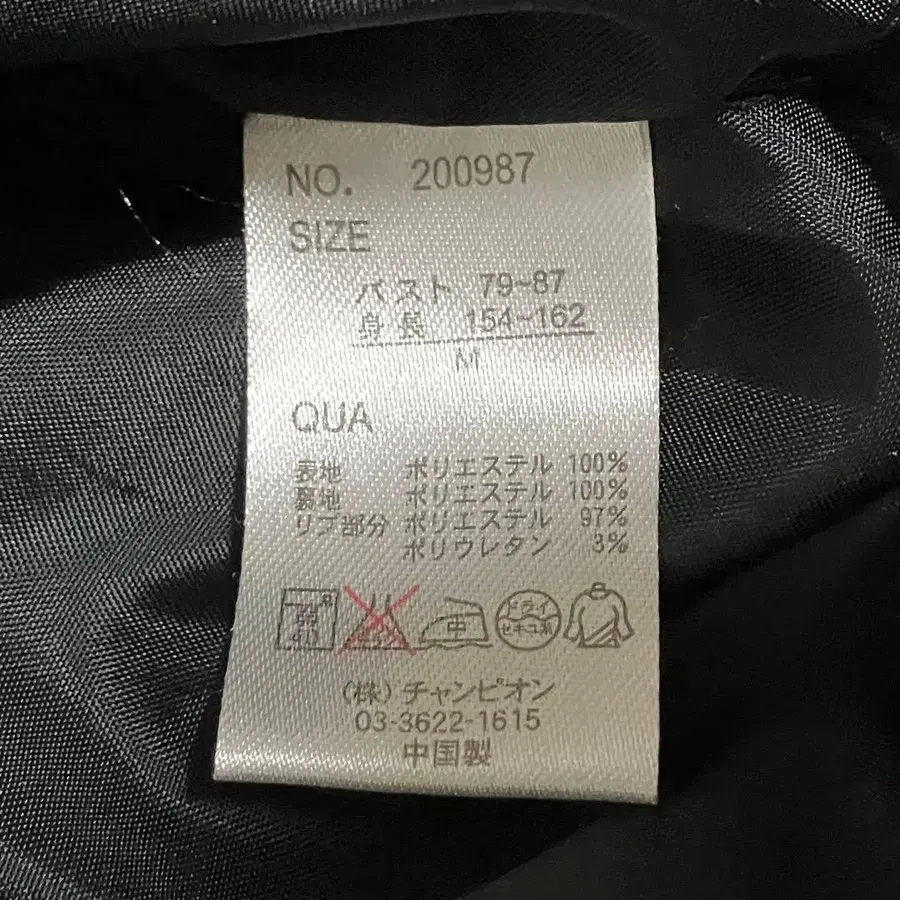 NO. 200987
SIZE
バスト 79~87
身長 154~162
M
QUA
表地 ポリエステル 100%
裏地 ポリエステル 100%
リブ部分 ポリエステル 97%
ポリウレタン 3%
40
中
ドライ
セキユ系
(株) チャンピオン
03-3622-1615
中国製